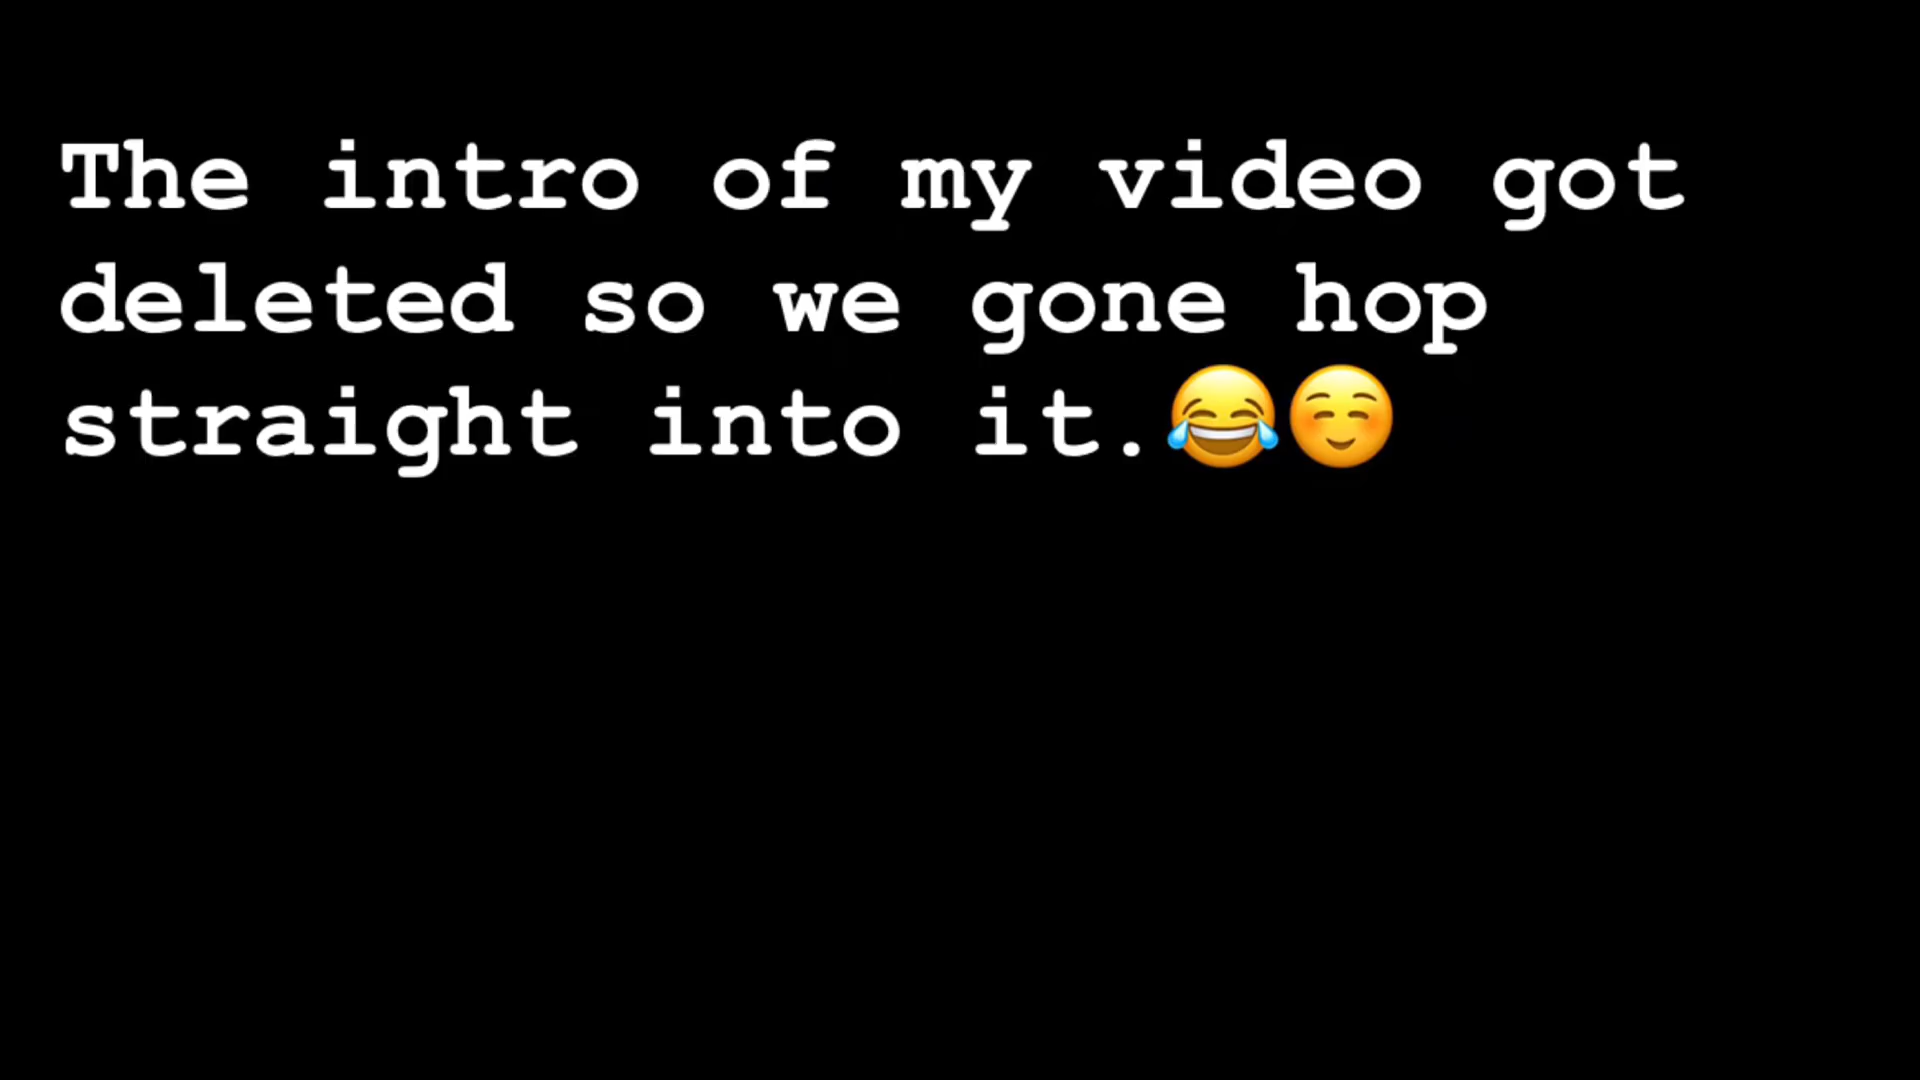 The intro of my video got
deleted so we gone hop
straight into it.😂☺️